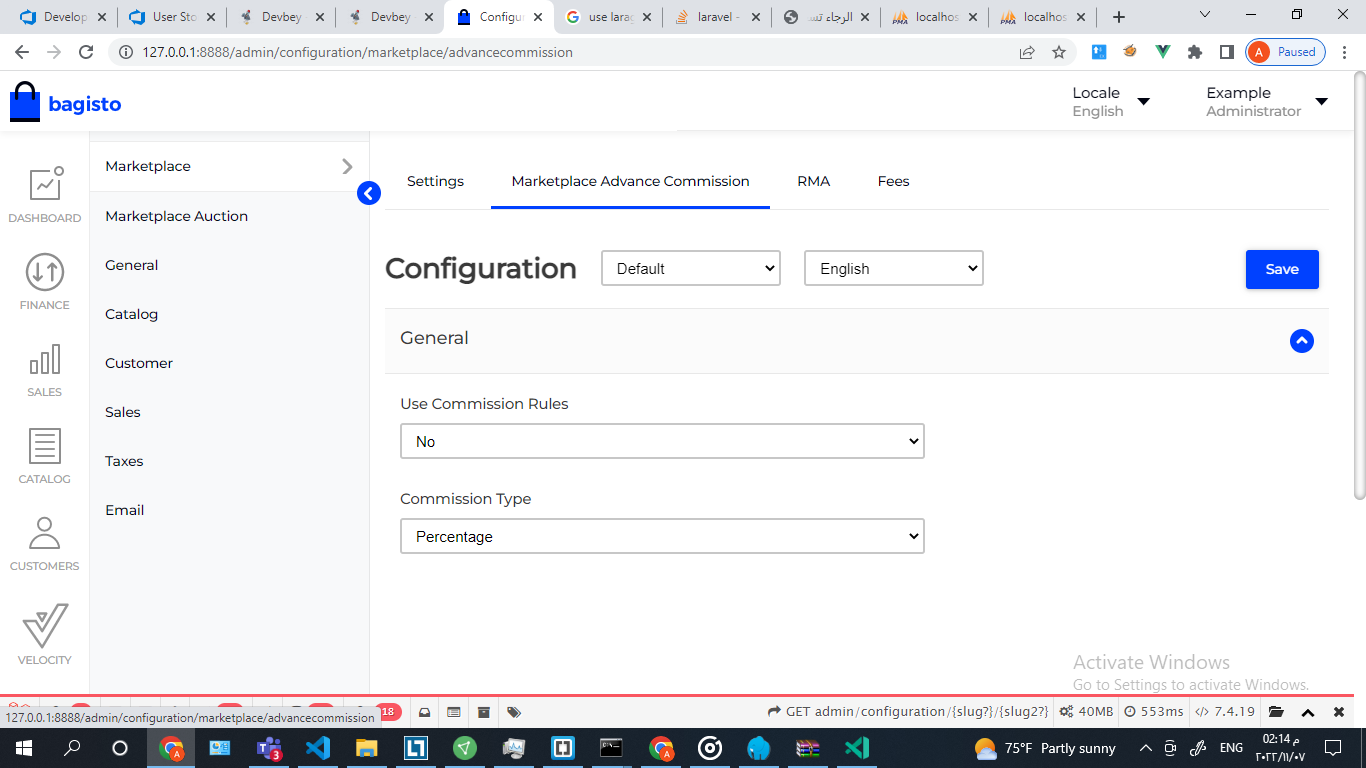 Develop
User Sto
Devbey
Devbey
Configur
use larag
laravel -
الرجاء تسـ
localhos
localhos
127.0.0.1:8888/admin/configuration/marketplace/advancecommission
A Paused
bagisto
Locale
English
Example
Administrator
DASHBOARD
FINANCE
SALES
CATALOG
CUSTOMERS
VELOCITY
Marketplace
Marketplace Auction
General
Catalog
Customer
Sales
Taxes
Email
Settings Marketplace Advance Commission RMA Fees
Configuration Default English Save
General
Use Commission Rules
No
Commission Type
Percentage
Activate Windows
Go to Settings to activate Windows.
127.0.0.1:8888/admin/configuration/marketplace/advancecommission
18
GET admin/configuration/{slug?}/{slug2?} 40MB 553ms 7.4.19
75°F Partly sunny
ENG
02:14 م
٢٠٢٢/١١/٠٧